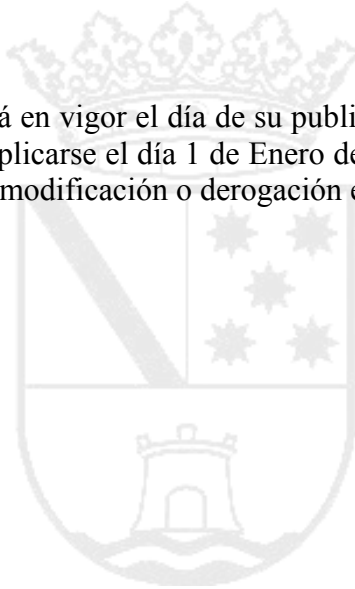 á en vigor el día de su publi
plicarse el día 1 de Enero de
modificación o derogación e